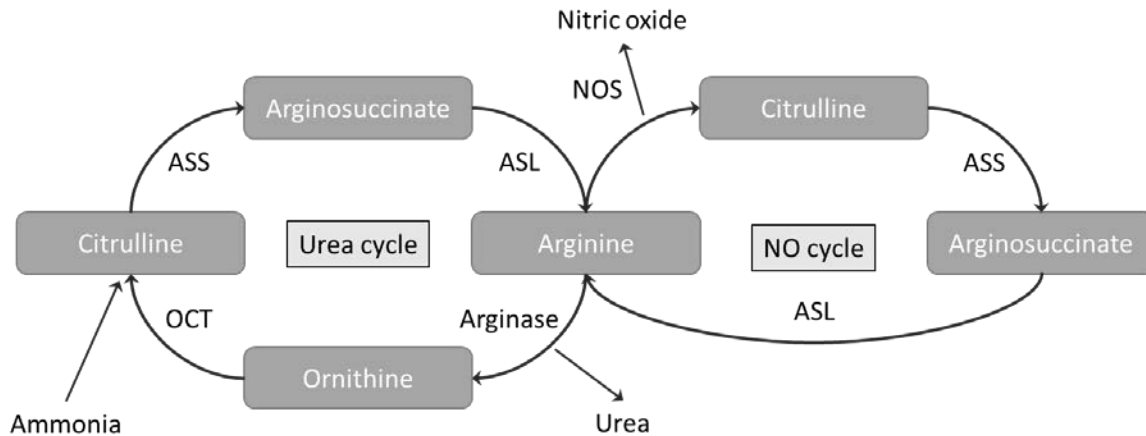 Nitric oxide
Arginosuccinate
NOS
Citrulline
ASS
ASL
ASS
Citrulline
Urea cycle
Arginine
NO cycle
Arginosuccinate
OCT
Arginase
ASL
Ornithine
Ammonia
Urea